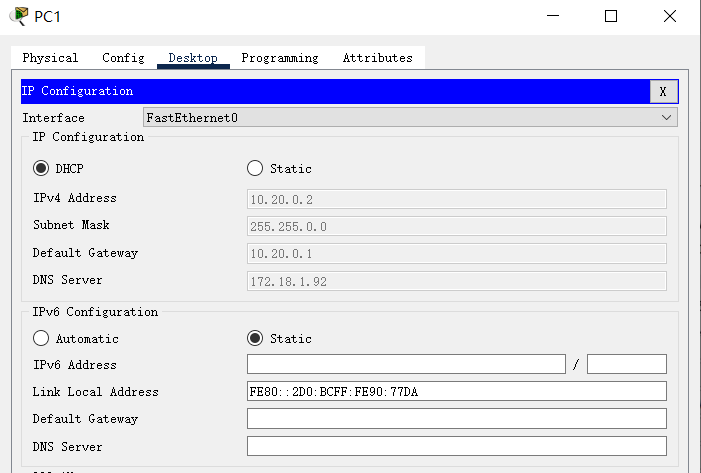 PC1
Physical Config Desktop Programming Attributes
IP Configuration X
Interface FastEthernet0
IP Configuration
DHCP Static
IPv4 Address 10.20.0.2
Subnet Mask 255.255.0.0
Default Gateway 10.20.0.1
DNS Server 172.18.1.92
IPv6 Configuration
Automatic Static
IPv6 Address /
Link Local Address FE80::2D0:BCFF:FE90:77DA
Default Gateway
DNS Server